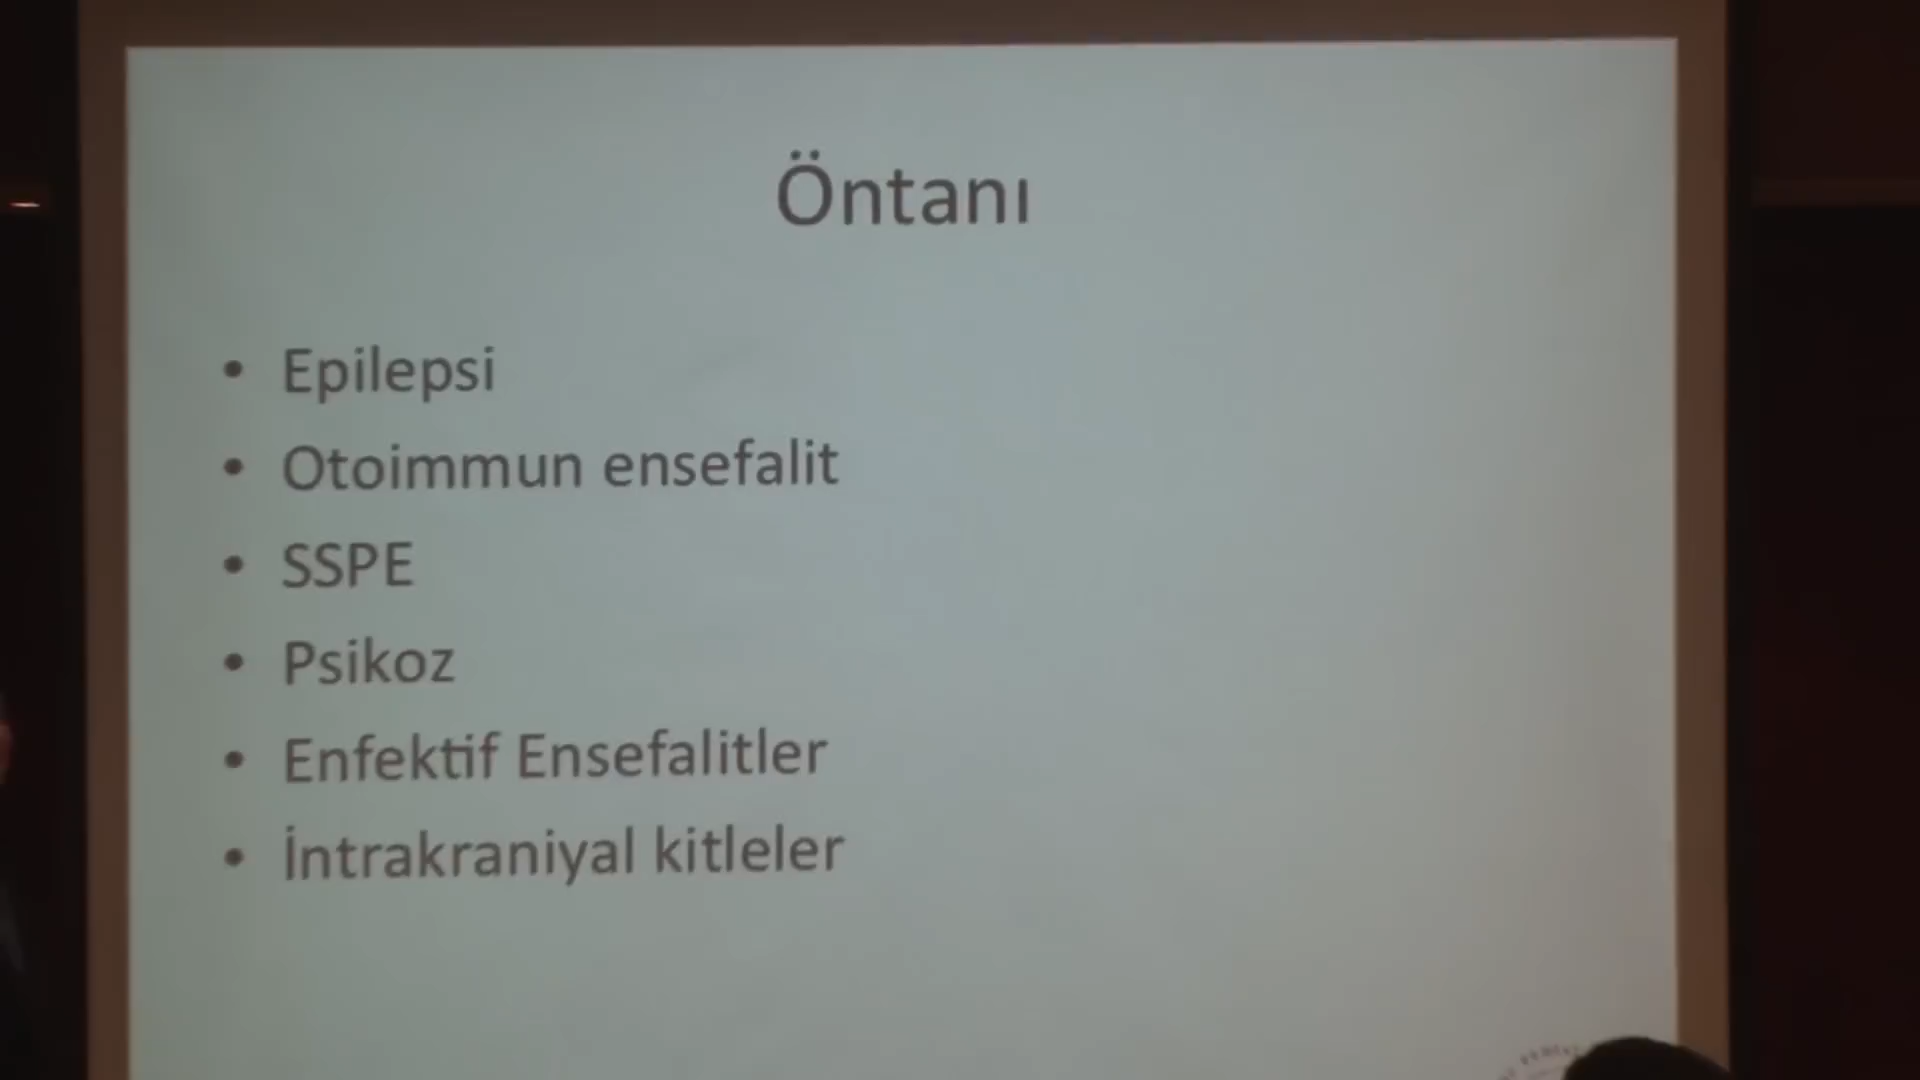 Öntanı
• Epilepsi
• Otoimmun ensefalit
• SSPE
• Psikoz
• Enfektif Ensefalitler
• İntrakraniyal kitleler